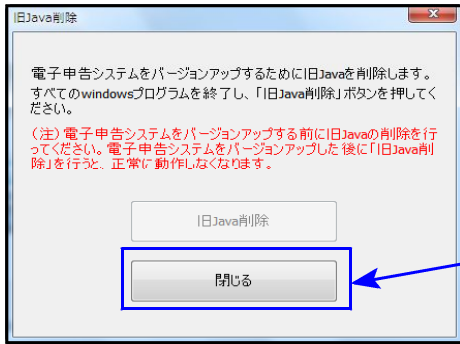 旧Java削除
電子申告システムをバージョンアップするために旧Javaを削除します。
すべてのwindowsプログラムを終了し、「旧Java削除」ボタンを押してく
ださい。
（注）電子申告システムをバージョンアップする前に旧Javaの削除を行
ってください。電子申告システムをバージョンアップした後に「旧Java削
除」を行うと、正常に動作しなくなります。
旧Java削除
閉じる